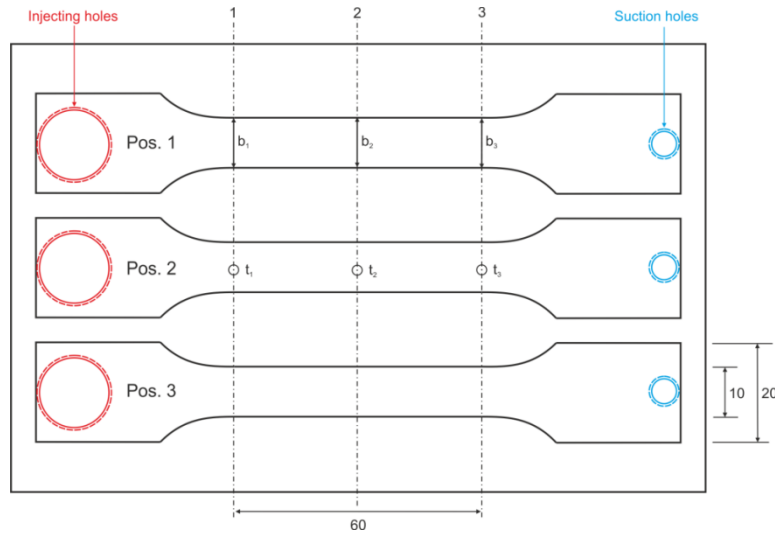 1 2 3
Injecting holes
Suction holes
Pos. 1
b₁ b₂ b₃
Pos. 2
t₁ t₂ t₃
Pos. 3
10 20
60